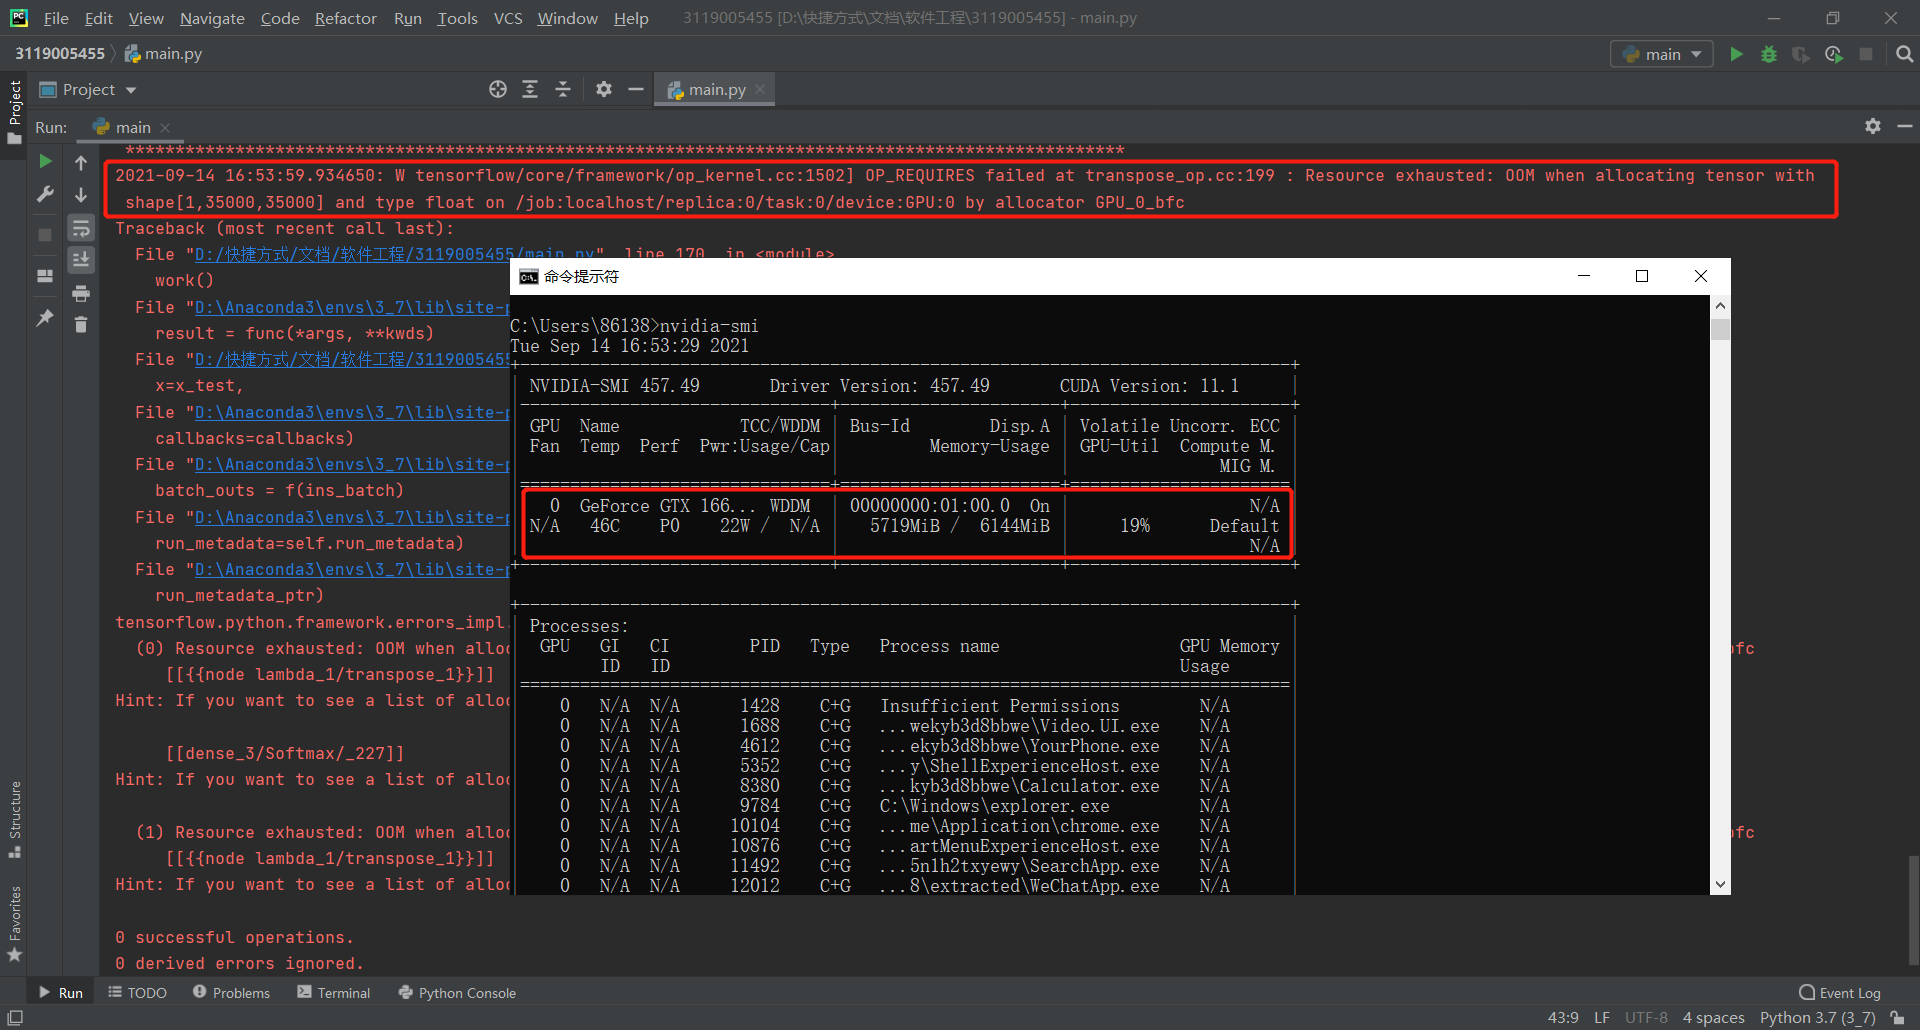 File Edit View Navigate Code Refactor Run Tools VCS Window Help 3119005455 [D:\快捷方式\文档\软件工程\3119005455] - main.py
3119005455 main.py
main
Project
Project
main.py
Run: main
****************************************************************************************************
2021-09-14 16:53:59.934650: W tensorflow/core/framework/op_kernel.cc:1502] OP_REQUIRES failed at transpose_op.cc:199 : Resource exhausted: OOM when allocating tensor with
shape[1,35000,35000] and type float on /job:localhost/replica:0/task:0/device:GPU:0 by allocator GPU_0_bfc
Traceback (most recent call last):
File "D:/快捷方式/文档/软件工程/3119005455/main.py", line 170, in <module>
work()
File "D:\Anaconda3\envs\3_7\lib\site-p
result = func(*args, **kwds)
File "D:/快捷方式/文档/软件工程/3119005455
x=x_test,
File "D:\Anaconda3\envs\3_7\lib\site-p
callbacks=callbacks)
File "D:\Anaconda3\envs\3_7\lib\site-p
batch_outs = f(ins_batch)
File "D:\Anaconda3\envs\3_7\lib\site-p
run_metadata=self.run_metadata)
File "D:\Anaconda3\envs\3_7\lib\site-p
run_metadata_ptr)
tensorflow.python.framework.errors_impl.
(0) Resource exhausted: OOM when alloc
bfc
[[{{node lambda_1/transpose_1}}]]
Hint: If you want to see a list of alloc
[[dense_3/Softmax/_227]]
Hint: If you want to see a list of alloc
(1) Resource exhausted: OOM when alloc
bfc
[[{{node lambda_1/transpose_1}}]]
Hint: If you want to see a list of alloc
0 successful operations.
0 derived errors ignored.
命令提示符
C:\Users\86138>nvidia-smi
Tue Sep 14 16:53:29 2021
NVIDIA-SMI 457.49 Driver Version: 457.49 CUDA Version: 11.1
GPU Name TCC/WDDM Bus-Id Disp.A Volatile Uncorr. ECC
Fan Temp Perf Pwr:Usage/Cap Memory-Usage GPU-Util Compute M.
MIG M.
0 GeForce GTX 166... WDDM 00000000:01:00.0 On N/A
N/A 46C P0 22W / N/A 5719MiB / 6144MiB 19% Default
N/A
Processes:
GPU GI CI PID Type Process name GPU Memory
ID ID Usage
0 N/A N/A 1428 C+G Insufficient Permissions N/A
0 N/A N/A 1688 C+G ...wekyb3d8bbwe\Video.UI.exe N/A
0 N/A N/A 4612 C+G ...ekyb3d8bbwe\YourPhone.exe N/A
0 N/A N/A 5352 C+G ...y\ShellExperienceHost.exe N/A
0 N/A N/A 8380 C+G ...kyb3d8bbwe\Calculator.exe N/A
0 N/A N/A 9784 C+G C:\Windows\explorer.exe N/A
0 N/A N/A 10104 C+G ...me\Application\chrome.exe N/A
0 N/A N/A 10876 C+G ...artMenuExperienceHost.exe N/A
0 N/A N/A 11492 C+G ...5n1h2txyewy\SearchApp.exe N/A
0 N/A N/A 12012 C+G ...8\extracted\WeChatApp.exe N/A
Structure
Favorites
Run TODO Problems Terminal Python Console Event Log
43:9 LF UTF-8 4 spaces Python 3.7 (3_7)